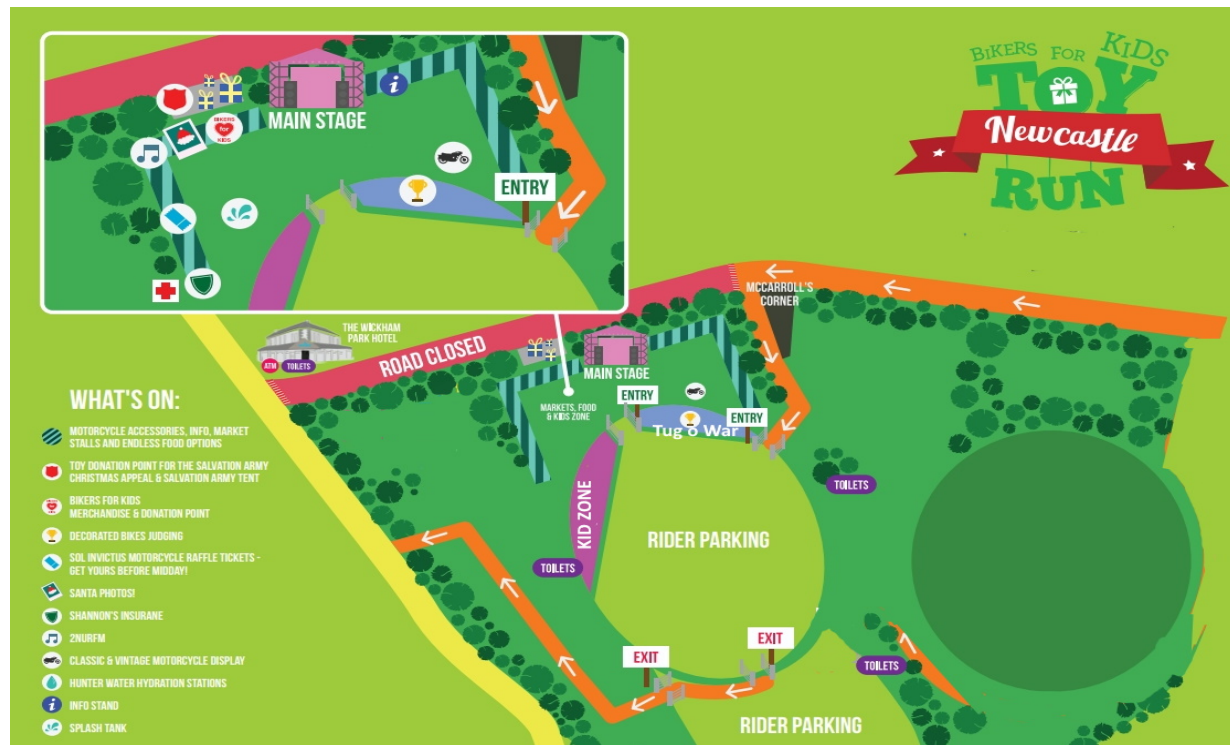 MAIN STAGE
BIKERS
for
KIDS
ENTRY
BIKERS FOR KIDS
TOY
Newcastle
RUN
MCCARROLL'S
CORNER
THE WICKHAM
PARK HOTEL
ATM
TOILETS
ROAD CLOSED
MAIN STAGE
MARKETS, FOOD
& KIDS ZONE
ENTRY
ENTRY
Tug o War
KID ZONE
RIDER PARKING
TOILETS
TOILETS
TOILETS
EXIT
EXIT
RIDER PARKING
WHAT'S ON:
MOTORCYCLE ACCESSORIES, INFO, MARKET
STALLS AND ENDLESS FOOD OPTIONS
TOY DONATION POINT FOR THE SALVATION ARMY
CHRISTMAS APPEAL & SALVATION ARMY TENT
BIKERS FOR KIDS
MERCHANDISE & DONATION POINT
DECORATED BIKES JUDGING
SOL INVICTUS MOTORCYCLE RAFFLE TICKETS -
GET YOURS BEFORE MIDDAY!
SANTA PHOTOS!
SHANNON'S INSURANE
2NURFM
CLASSIC & VINTAGE MOTORCYCLE DISPLAY
HUNTER WATER HYDRATION STATIONS
i
INFO STAND
SPLASH TANK